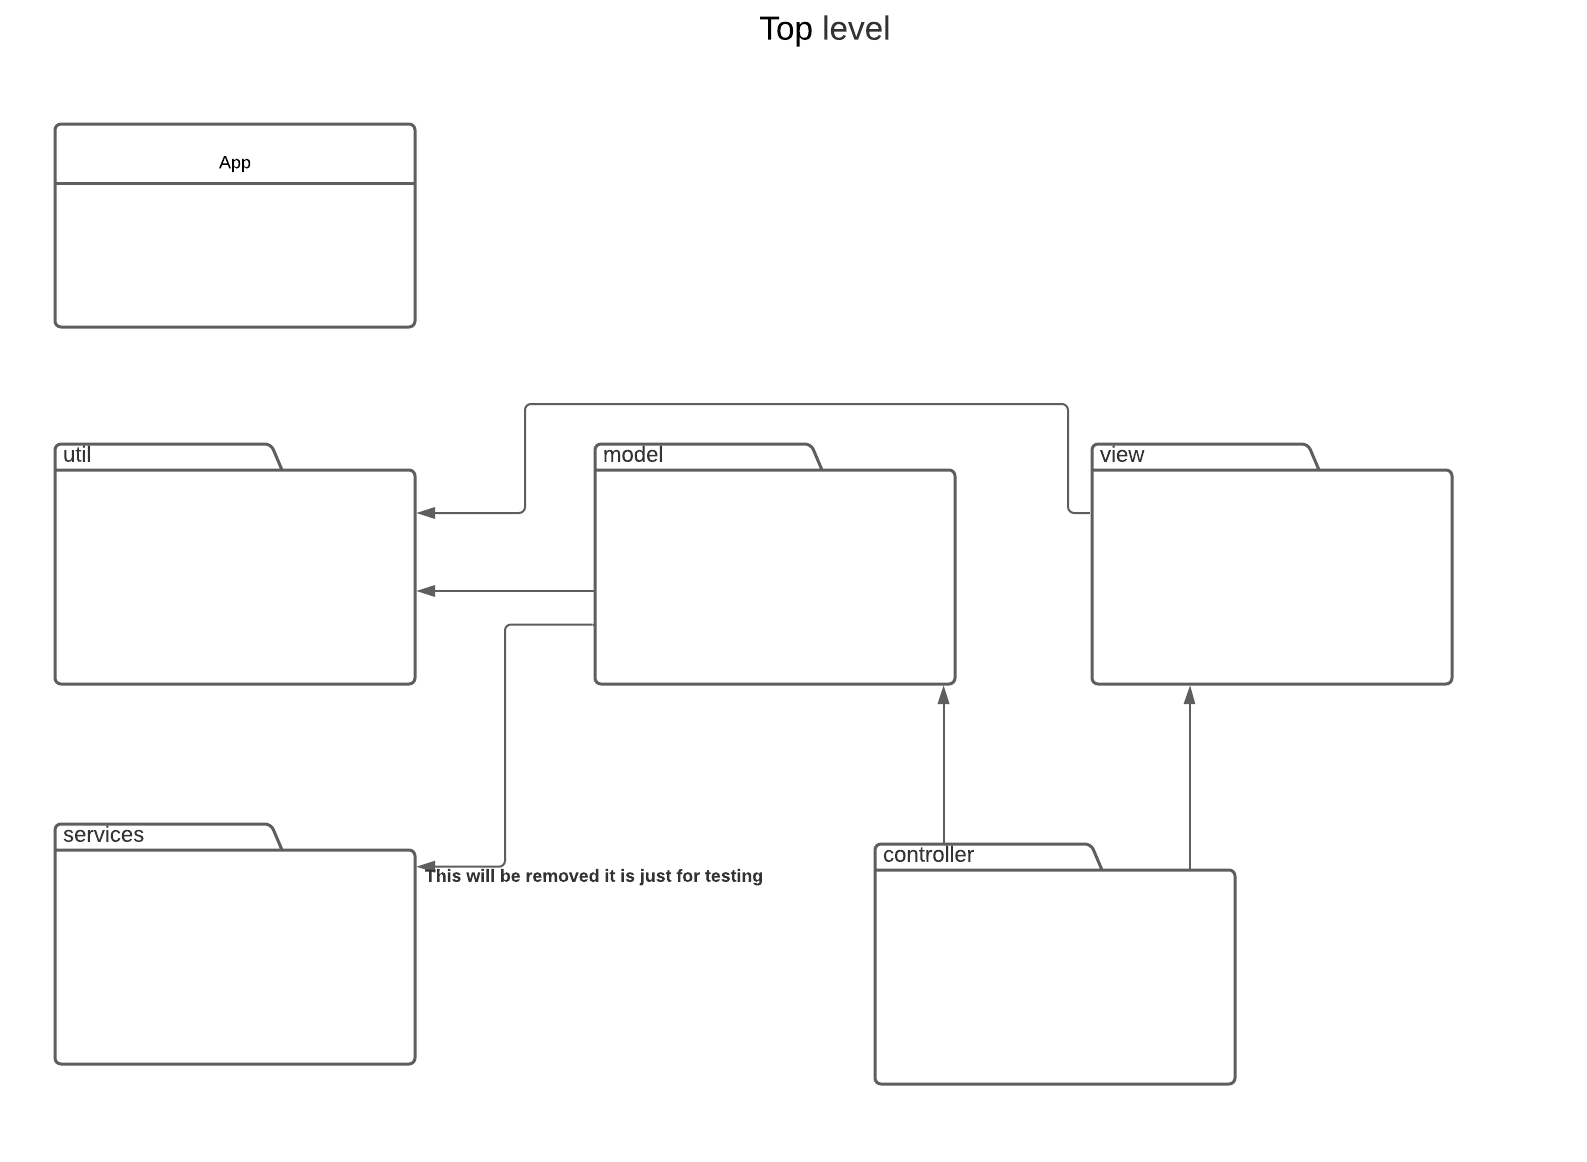 Top level
App
util
model
view
services
controller
This will be removed it is just for testing